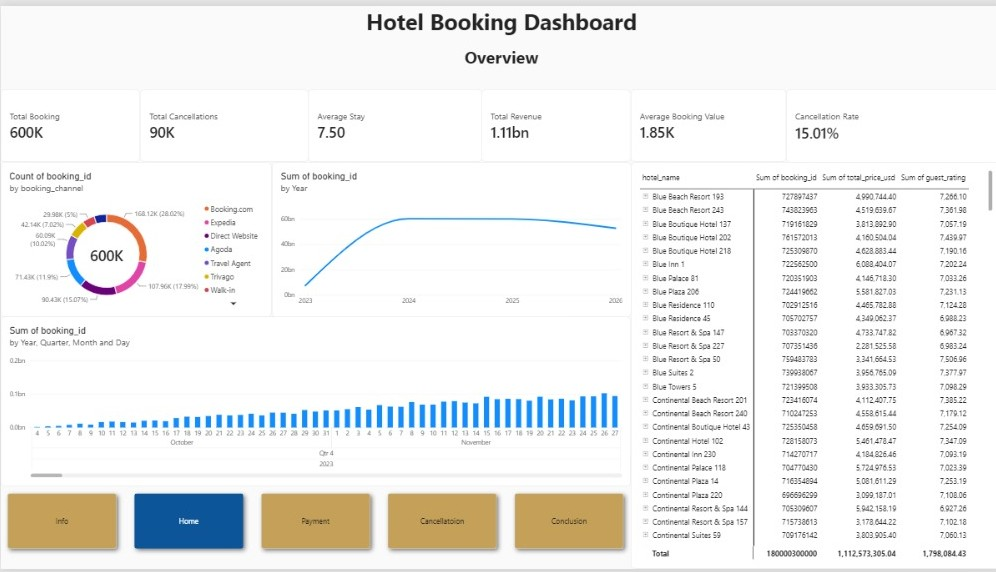 Hotel Booking Dashboard
Overview
Total Booking
600K
Total Cancellations
90K
Average Stay
7.50
Total Revenue
1.11bn
Average Booking Value
1.85K
Cancellation Rate
15.01%
Count of booking_id
by booking_channel
29.98K (5%)
42.14K (7.02%)
60.09K
(10.02%)
71.43K (11.9%)
90.43K (15.07%)
107.96K (17.99%)
168.12K (28.02%)
600K
Booking.com
Expedia
Direct Website
Agoda
Travel Agent
Trivago
Walk-in
Sum of booking_id
by Year
60bn
40bn
20bn
0bn
2023 2024 2025 2026
Sum of booking_id
by Year, Quarter, Month and Day
0.2bn
0.1bn
0.0bn
4 5 6 7 8 9 10 11 12 13 14 15 16 17 18 19 20 21 22 23 24 25 26 27 28 29 30 31 1 2 3 4 5 6 7 8 9 10 11 12 13 14 15 16 17 18 19 20 21 22 23 24 25 26 27
October November
Qtr 4
2023
hotel_name Sum of booking_id Sum of total_price_usd Sum of guest_rating
Blue Beach Resort 193 727897437 4,990,744.40 7,266.10
Blue Beach Resort 243 743823963 4,519,639.67 7,361.98
Blue Boutique Hotel 137 719161829 3,813,892.90 7,057.19
Blue Boutique Hotel 202 761572013 4,160,504.04 7,439.97
Blue Boutique Hotel 218 725309870 4,628,883.44 7,190.16
Blue Inn 1 722562500 6,088,404.07 7,202.24
Blue Palace 81 720351903 4,146,718.30 7,033.26
Blue Plaza 206 724419662 5,581,827.03 7,231.13
Blue Residence 110 702912516 4,465,782.88 7,124.28
Blue Residence 45 705702757 4,349,062.37 6,988.23
Blue Resort & Spa 147 703370320 4,733,747.82 6,967.32
Blue Resort & Spa 227 707351436 2,281,525.58 6,983.24
Blue Resort & Spa 50 759483783 3,341,664.53 7,506.96
Blue Suites 2 739938067 3,956,765.09 7,377.97
Blue Towers 5 721399508 3,933,305.73 7,098.29
Continental Beach Resort 201 723416074 4,112,407.75 7,385.22
Continental Beach Resort 240 710247253 4,558,615.44 7,179.12
Continental Boutique Hotel 43 725350458 4,659,691.50 7,254.09
Continental Hotel 102 728158073 5,461,478.47 7,347.09
Continental Inn 230 714270717 4,184,826.46 7,093.19
Continental Palace 118 704770430 5,724,976.53 7,023.39
Continental Plaza 14 716354894 5,081,611.29 7,253.19
Continental Plaza 220 696696299 3,099,187.01 7,108.06
Continental Resort & Spa 144 705309607 5,942,158.19 6,927.26
Continental Resort & Spa 157 715738613 3,178,644.22 7,102.18
Continental Suites 59 709176142 3,803,905.40 7,060.13
Total 180000300000 1,112,573,305.04 1,798,084.43
Info
Home
Payment
Cancellatoion
Conclusion